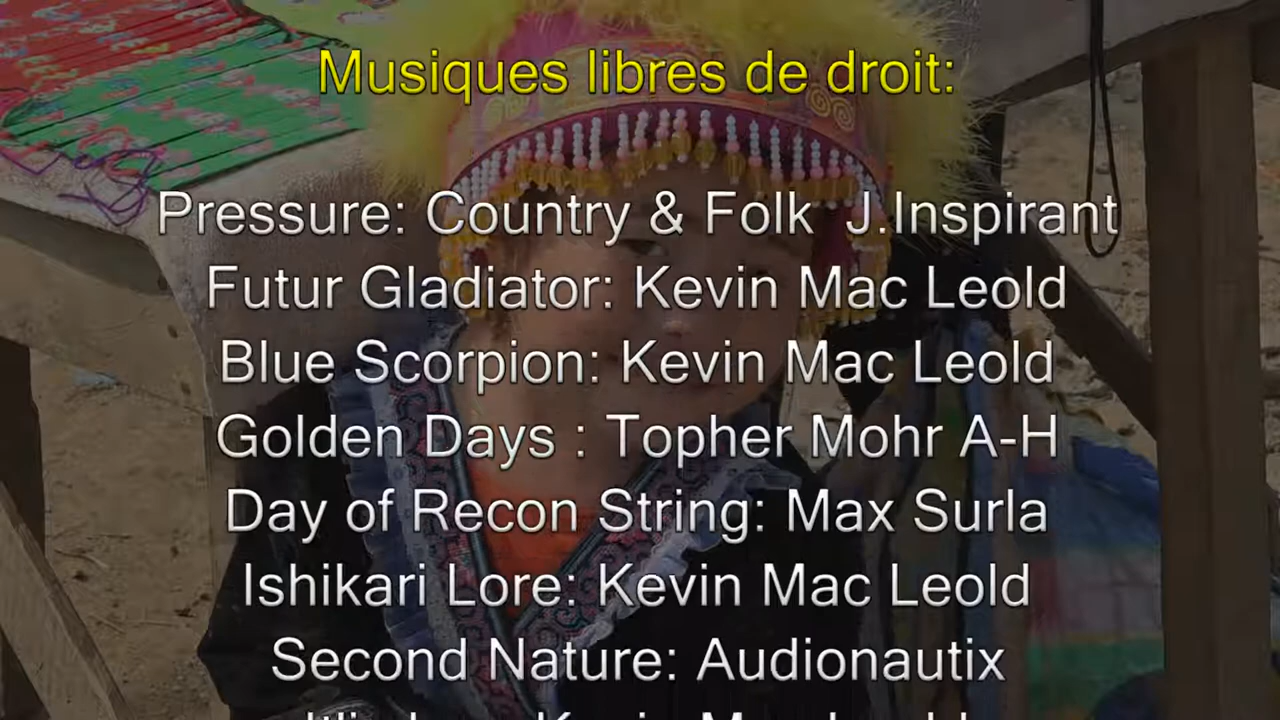 Musiques libres de droit:
Pressure: Country & Folk J.Inspirant
Futur Gladiator: Kevin Mac Leold
Blue Scorpion: Kevin Mac Leold
Golden Days : Topher Mohr A-H
Day of Recon String: Max Surla
Ishikari Lore: Kevin Mac Leold
Second Nature: Audionautix